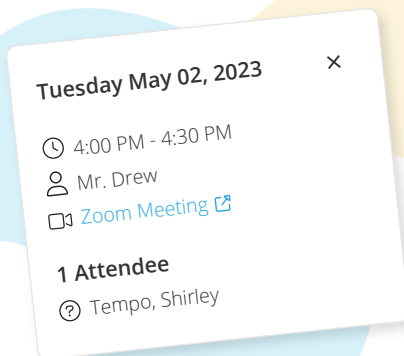 Tuesday May 02, 2023
4:00 PM - 4:30 PM
Mr. Drew
Zoom Meeting
1 Attendee
Tempo, Shirley